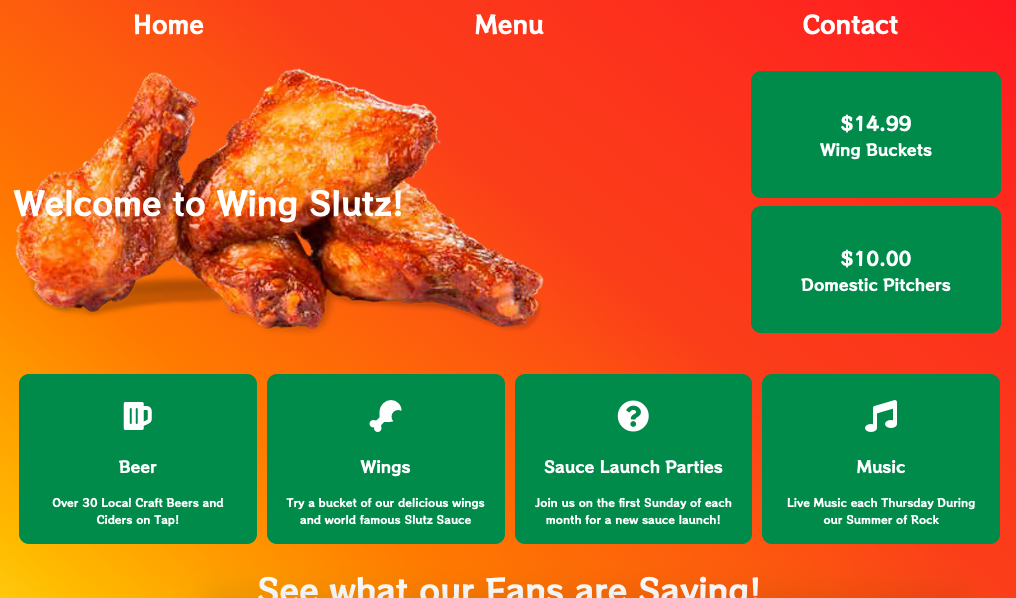 Home
Menu
Contact
Welcome to Wing Slutz!
$14.99
Wing Buckets
$10.00
Domestic Pitchers
Beer
Over 30 Local Craft Beers and
Ciders on Tap!
Wings
Try a bucket of our delicious wings
and world famous Slutz Sauce
Sauce Launch Parties
Join us on the first Sunday of each
month for a new sauce launch!
Music
Live Music each Thursday During
our Summer of Rock
See what our Fans are Saying!